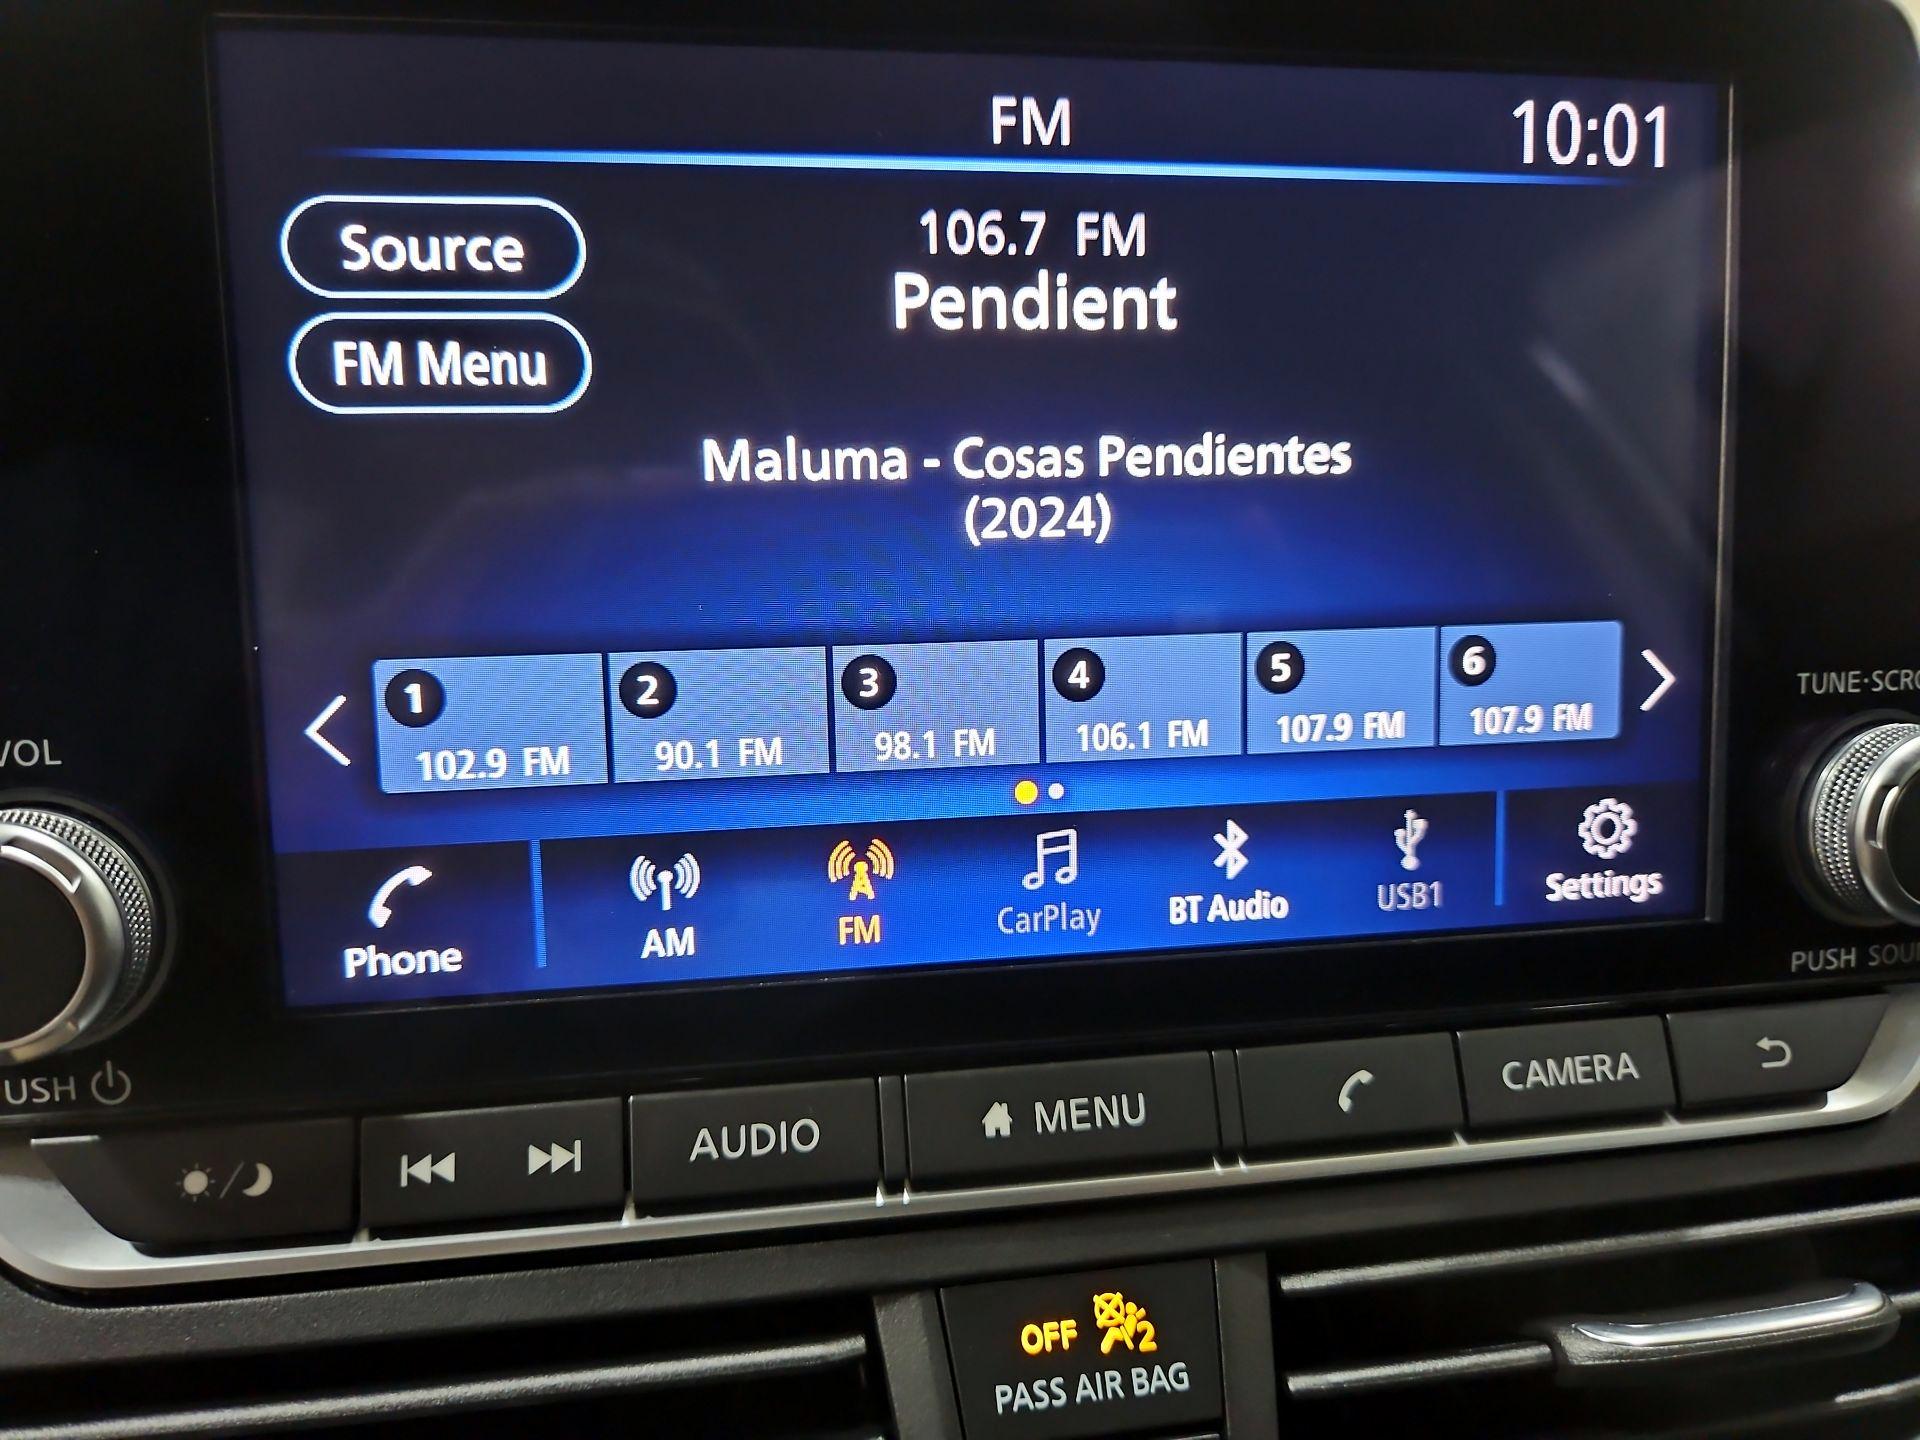 FM
10:01
Source
106.7 FM
Pendient
FM Menu
Maluma - Cosas Pendientes
(2024)
1
2
3
4
5
6
102.9 FM
90.1 FM
98.1 FM
106.1 FM
107.9 FM
107.9 FM
Phone
AM
FM
CarPlay
BT Audio
USB1
Settings
VOL
TUNE·SCRO
USH
PUSH SOU
AUDIO
MENU
CAMERA
OFF
2
PASS AIR BAG